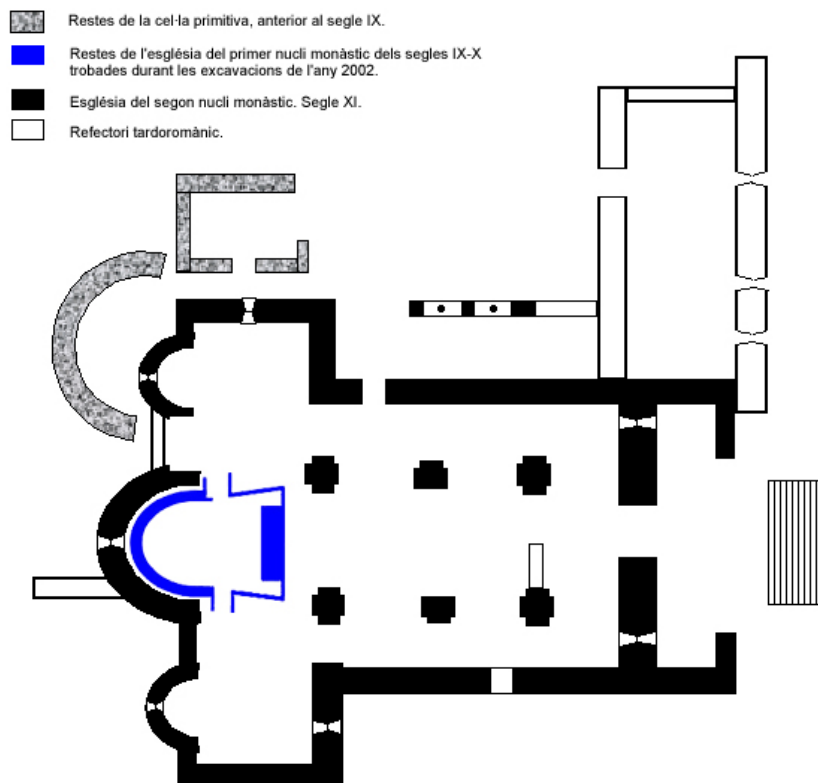 Restes de la cel·la primitiva, anterior al segle IX.
Restes de l'església del primer nucli monàstic dels segles IX-X
trobades durant les excavacions de l'any 2002.
Església del segon nucli monàstic. Segle XI.
Refectori tardoromànic.